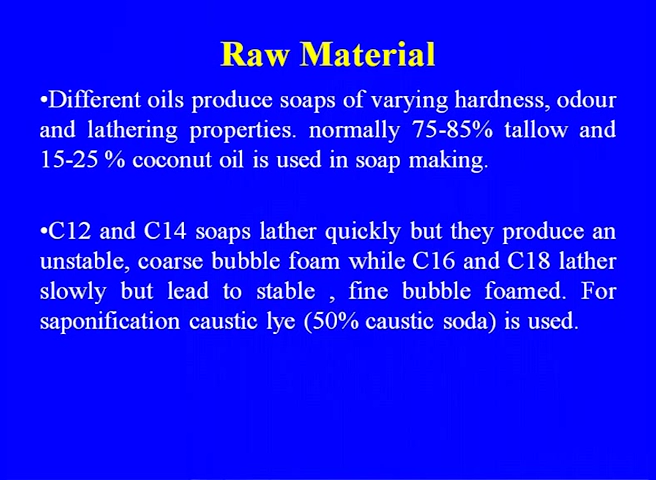 Raw Material
•Different oils produce soaps of varying hardness, odour
and lathering properties. normally 75-85% tallow and
15-25 % coconut oil is used in soap making.
•C12 and C14 soaps lather quickly but they produce an
unstable, coarse bubble foam while C16 and C18 lather
slowly but lead to stable , fine bubble foamed. For
saponification caustic lye (50% caustic soda) is used.